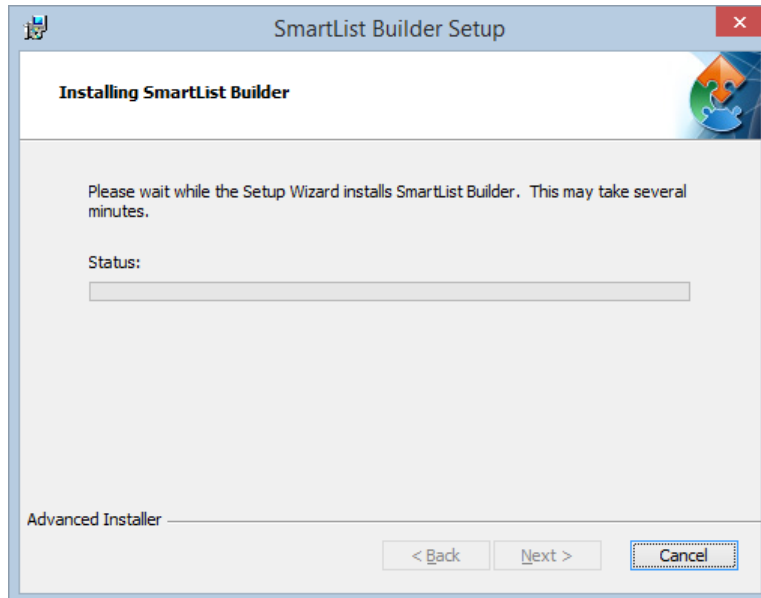 SmartList Builder Setup
Installing SmartList Builder
Please wait while the Setup Wizard installs SmartList Builder.  This may take several
minutes.
Status:
Advanced Installer
< Back
Next >
Cancel